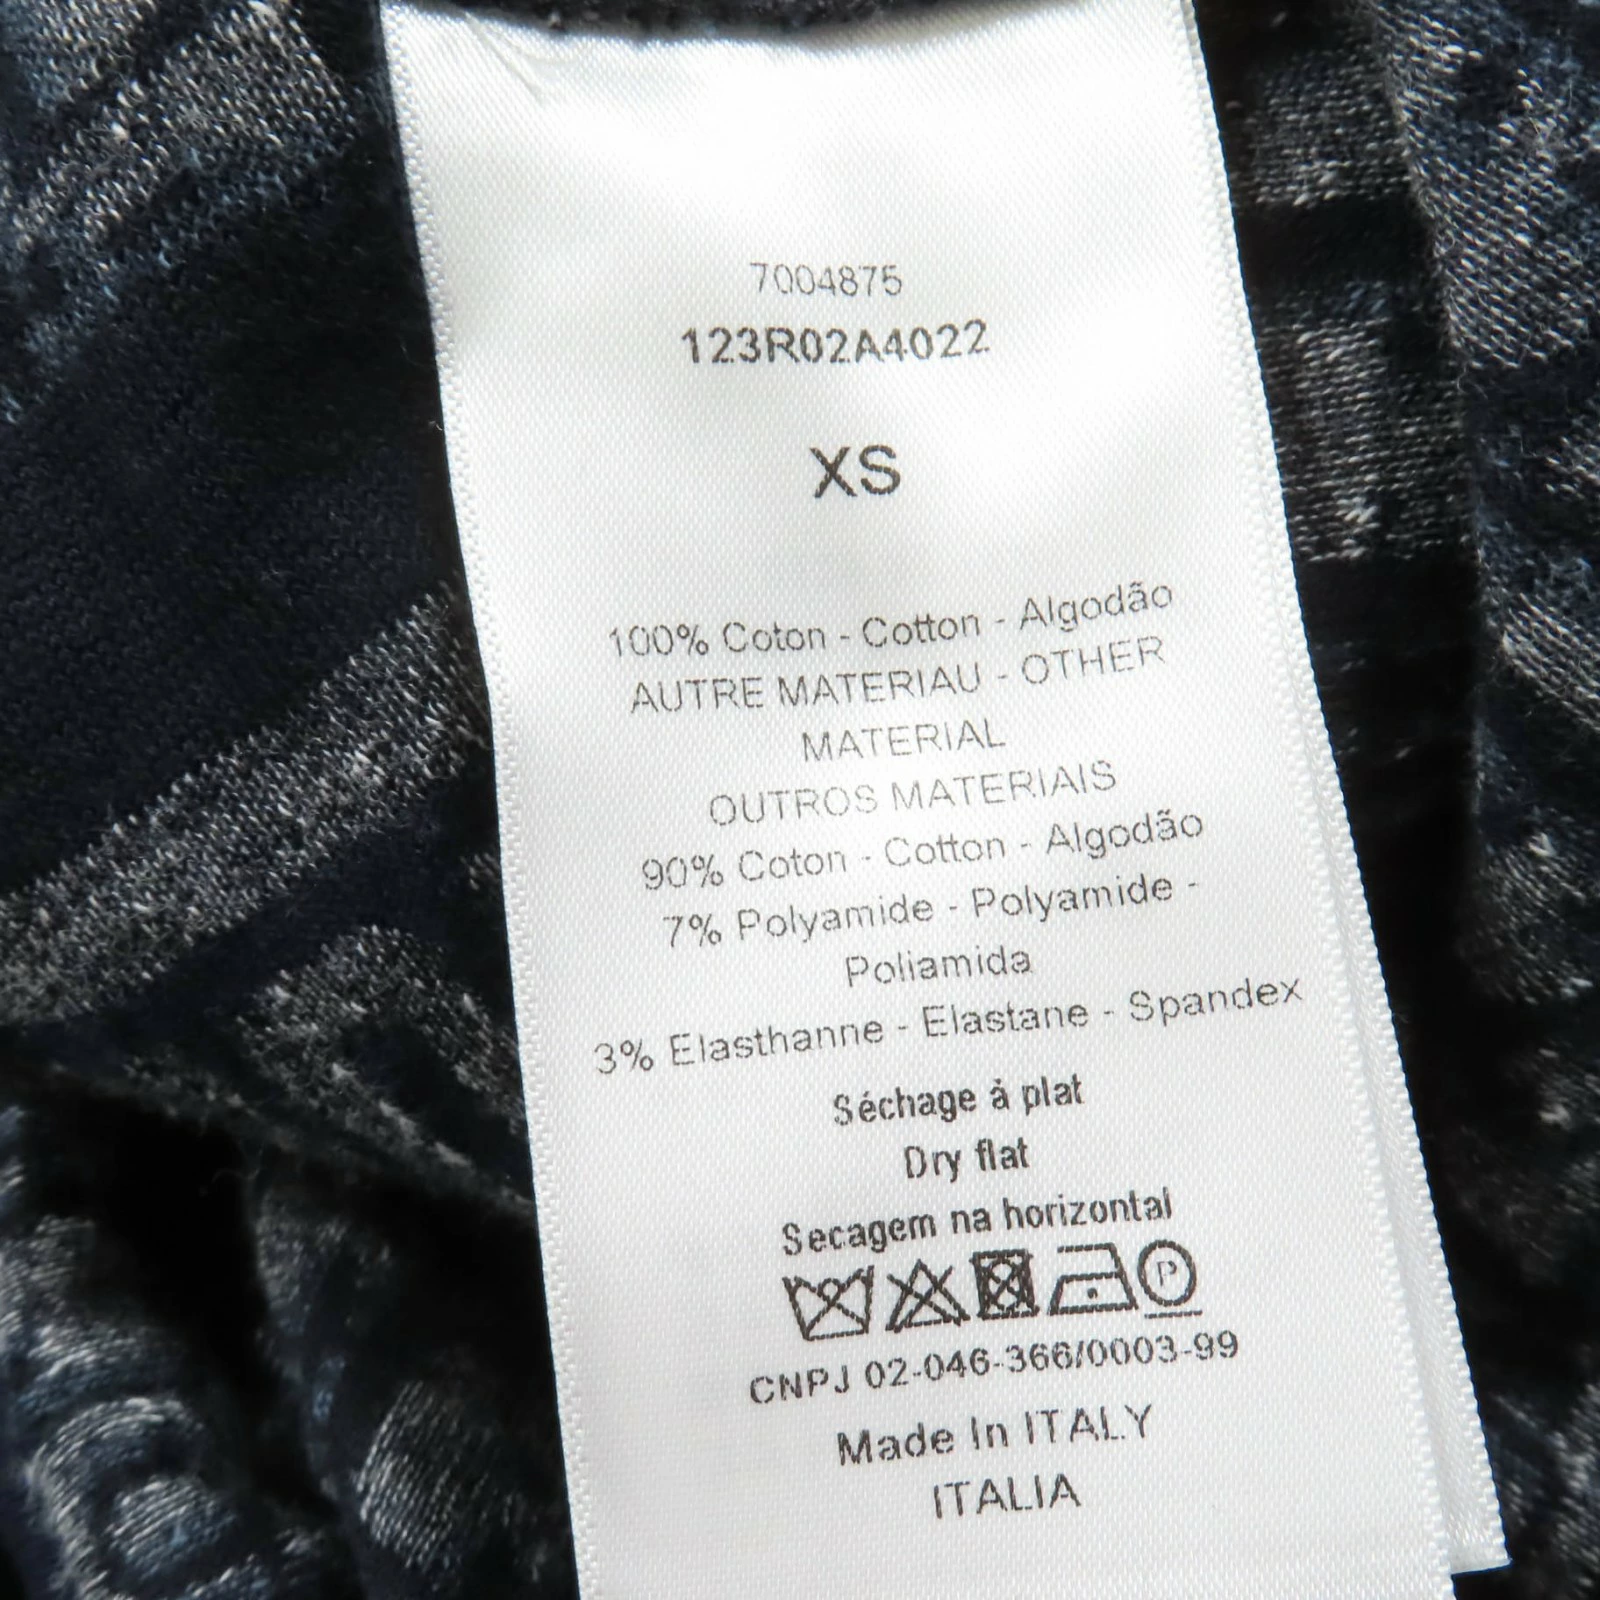 7004875
123R02A4022
XS
100% Coton - Cotton - Algodão
AUTRE MATERIAU - OTHER
MATERIAL
OUTROS MATERIAIS
90% Coton - Cotton - Algodão
7% Polyamide - Polyamide -
Poliamida
3% Elasthanne - Elastane - Spandex
Séchage à plat
Dry flat
Secagem na horizontal
P
CNPJ 02-046-366/0003-99
Made In ITALY
ITALIA